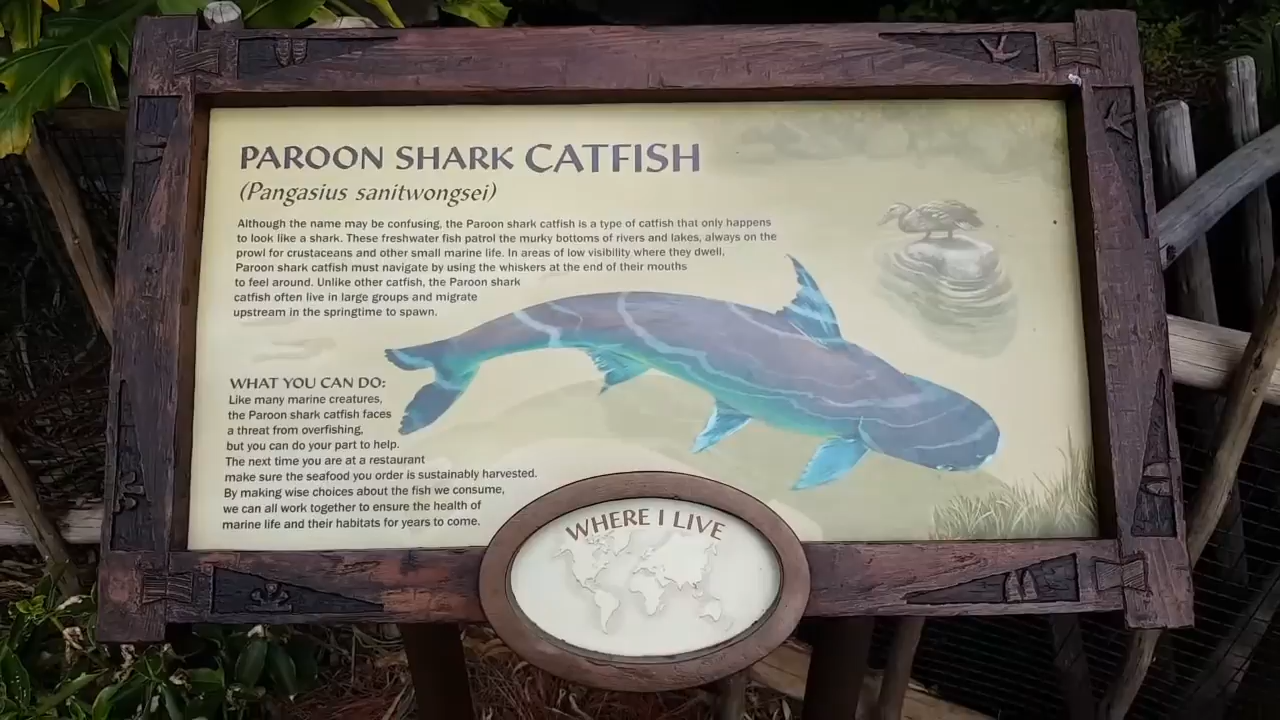 PAROON SHARK CATFISH
(Pangasius sanitwongsei)
Although the name may be confusing, the Paroon shark catfish is a type of catfish that only happens
to look like a shark. These freshwater fish patrol the murky bottoms of rivers and lakes, always on the
prowl for crustaceans and other small marine life. In areas of low visibility where they dwell,
Paroon shark catfish must navigate by using the whiskers at the end of their mouths
to feel around. Unlike other catfish, the Paroon shark
catfish often live in large groups and migrate
upstream in the springtime to spawn.
WHAT YOU CAN DO:
Like many marine creatures,
the Paroon shark catfish faces
a threat from overfishing,
but you can do your part to help.
The next time you are at a restaurant
make sure the seafood you order is sustainably harvested.
By making wise choices about the fish we consume,
we can all work together to ensure the health of
marine life and their habitats for years to come.
WHERE I LIVE